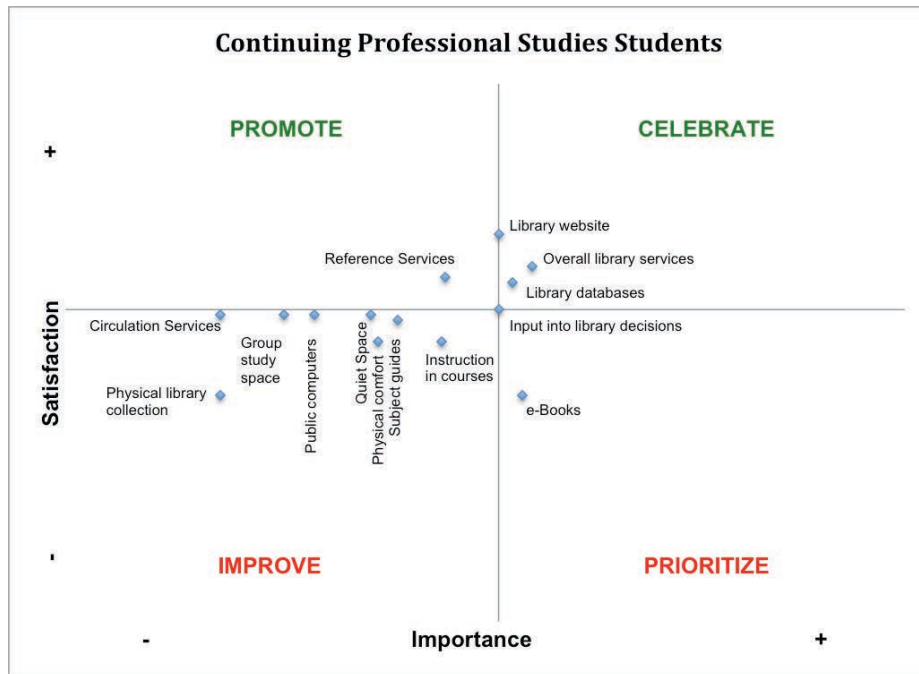 Continuing Professional Studies Students
PROMOTE
CELEBRATE
+
Library website
Reference Services
Overall library services
Library databases
Satisfaction
Circulation Services
Input into library decisions
Group
study
space
Public computers
Quiet Space
Physical comfort
Subject guides
Instruction
in courses
Physical library
collection
e-Books
-
IMPROVE
PRIORITIZE
-
Importance
+